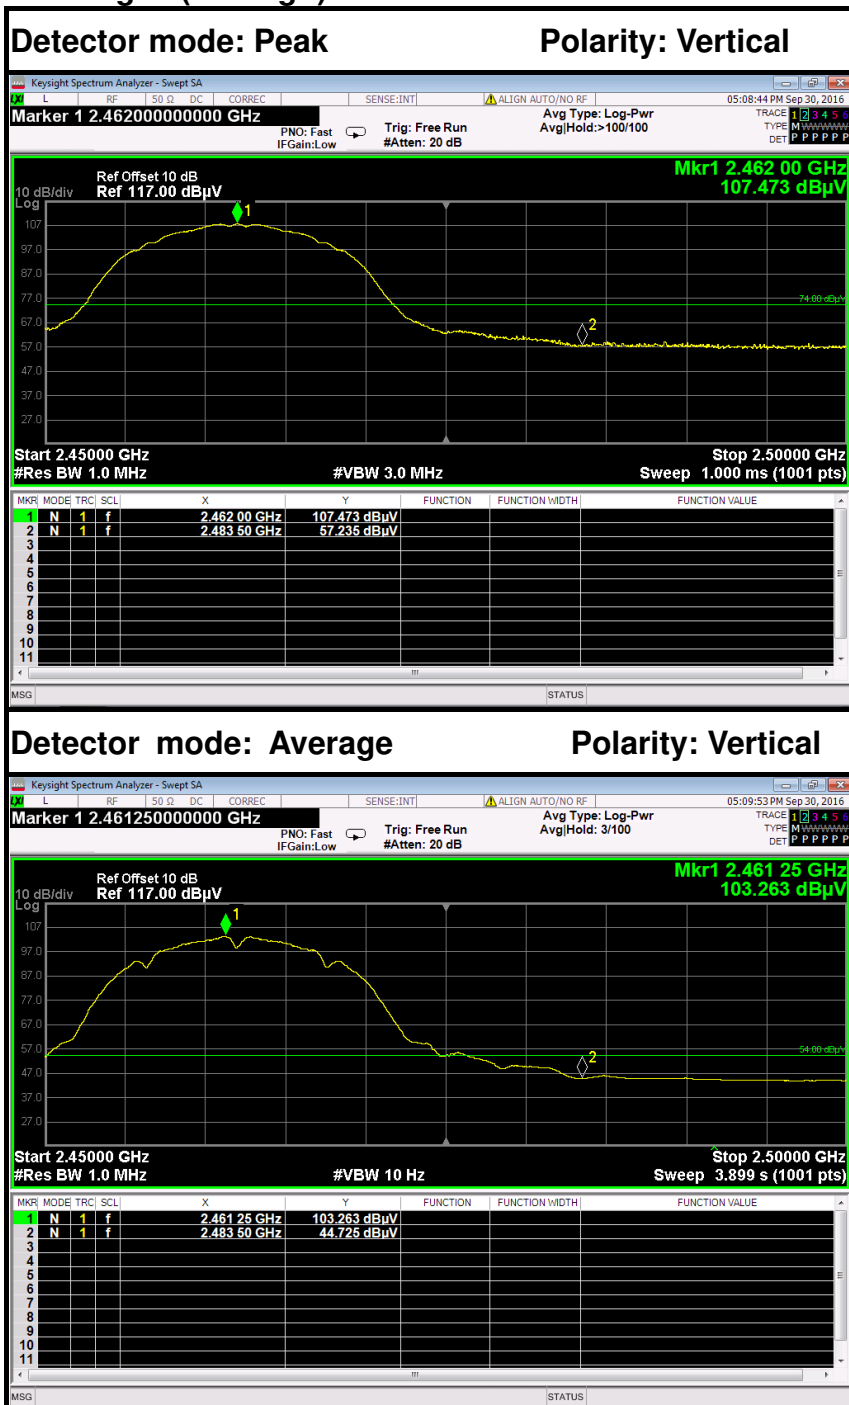 Detector mode: Peak Polarity: Vertical
Keysight Spectrum Analyzer - Swept SA
LXI L RF 50 Ω DC CORREC SENSE:INT ALIGN AUTO/NO RF 05:08:44 PM Sep 30, 2016
Marker 1 2.462000000000 GHz
PNO: Fast
IFGain:Low
Trig: Free Run
#Atten: 20 dB
Avg Type: Log-Pwr
Avg|Hold:>100/100
TRACE 1 2 3 4 5 6
TYPE M WWWWW
DET P P P P P P
Mkr1 2.462 00 GHz
107.473 dBµV
Ref Offset 10 dB
10 dB/div Ref 117.00 dBµV
Log
1
107
97.0
87.0
77.0
74.00 dBµV
67.0
2
57.0
47.0
37.0
27.0
Start 2.45000 GHz Stop 2.50000 GHz
#Res BW 1.0 MHz #VBW 3.0 MHz Sweep 1.000 ms (1001 pts)
MKR MODE TRC SCL X Y FUNCTION FUNCTION WIDTH FUNCTION VALUE
1 N 1 f 2.462 00 GHz 107.473 dBµV
2 N 1 f 2.483 50 GHz 57.235 dBµV
3
4
5
6
7
8
9
10
11
MSG STATUS
Detector mode: Average Polarity: Vertical
Keysight Spectrum Analyzer - Swept SA
LXI L RF 50 Ω DC CORREC SENSE:INT ALIGN AUTO/NO RF 05:09:53 PM Sep 30, 2016
Marker 1 2.461250000000 GHz
PNO: Fast
IFGain:Low
Trig: Free Run
#Atten: 20 dB
Avg Type: Log-Pwr
Avg|Hold: 3/100
TRACE 1 2 3 4 5 6
TYPE M WWWWW
DET P P P P P P
Mkr1 2.461 25 GHz
103.263 dBµV
Ref Offset 10 dB
10 dB/div Ref 117.00 dBµV
Log
1
107
97.0
87.0
77.0
67.0
57.0
54.00 dBµV
2
47.0
37.0
27.0
Start 2.45000 GHz Stop 2.50000 GHz
#Res BW 1.0 MHz #VBW 10 Hz Sweep 3.899 s (1001 pts)
MKR MODE TRC SCL X Y FUNCTION FUNCTION WIDTH FUNCTION VALUE
1 N 1 f 2.461 25 GHz 103.263 dBµV
2 N 1 f 2.483 50 GHz 44.725 dBµV
3
4
5
6
7
8
9
10
11
MSG STATUS